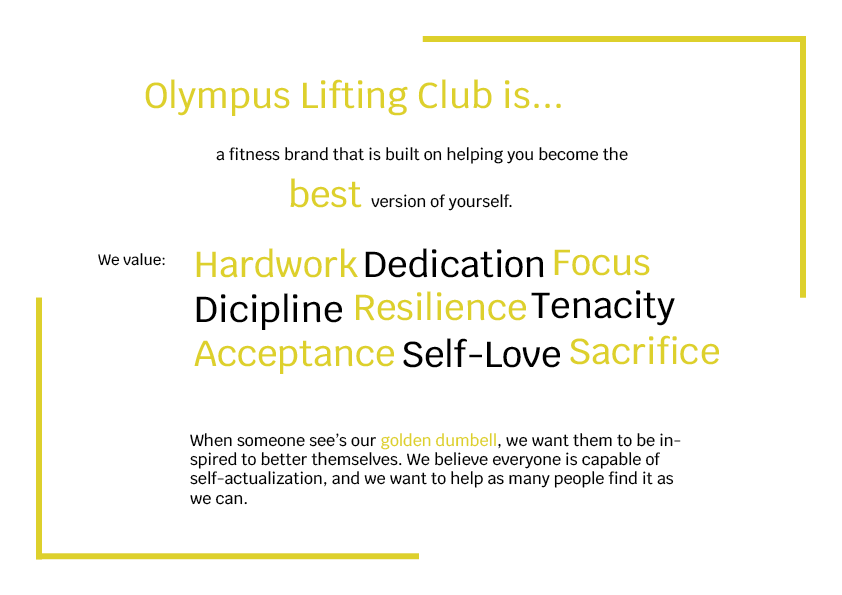 Olympus Lifting Club is...
a fitness brand that is built on helping you become the
best version of yourself.
We value: Hardwork Dedication Focus
Dicipline Resilience Tenacity
Acceptance Self-Love Sacrifice
When someone see’s our golden dumbell, we want them to be in-
spired to better themselves. We believe everyone is capable of
self-actualization, and we want to help as many people find it as
we can.